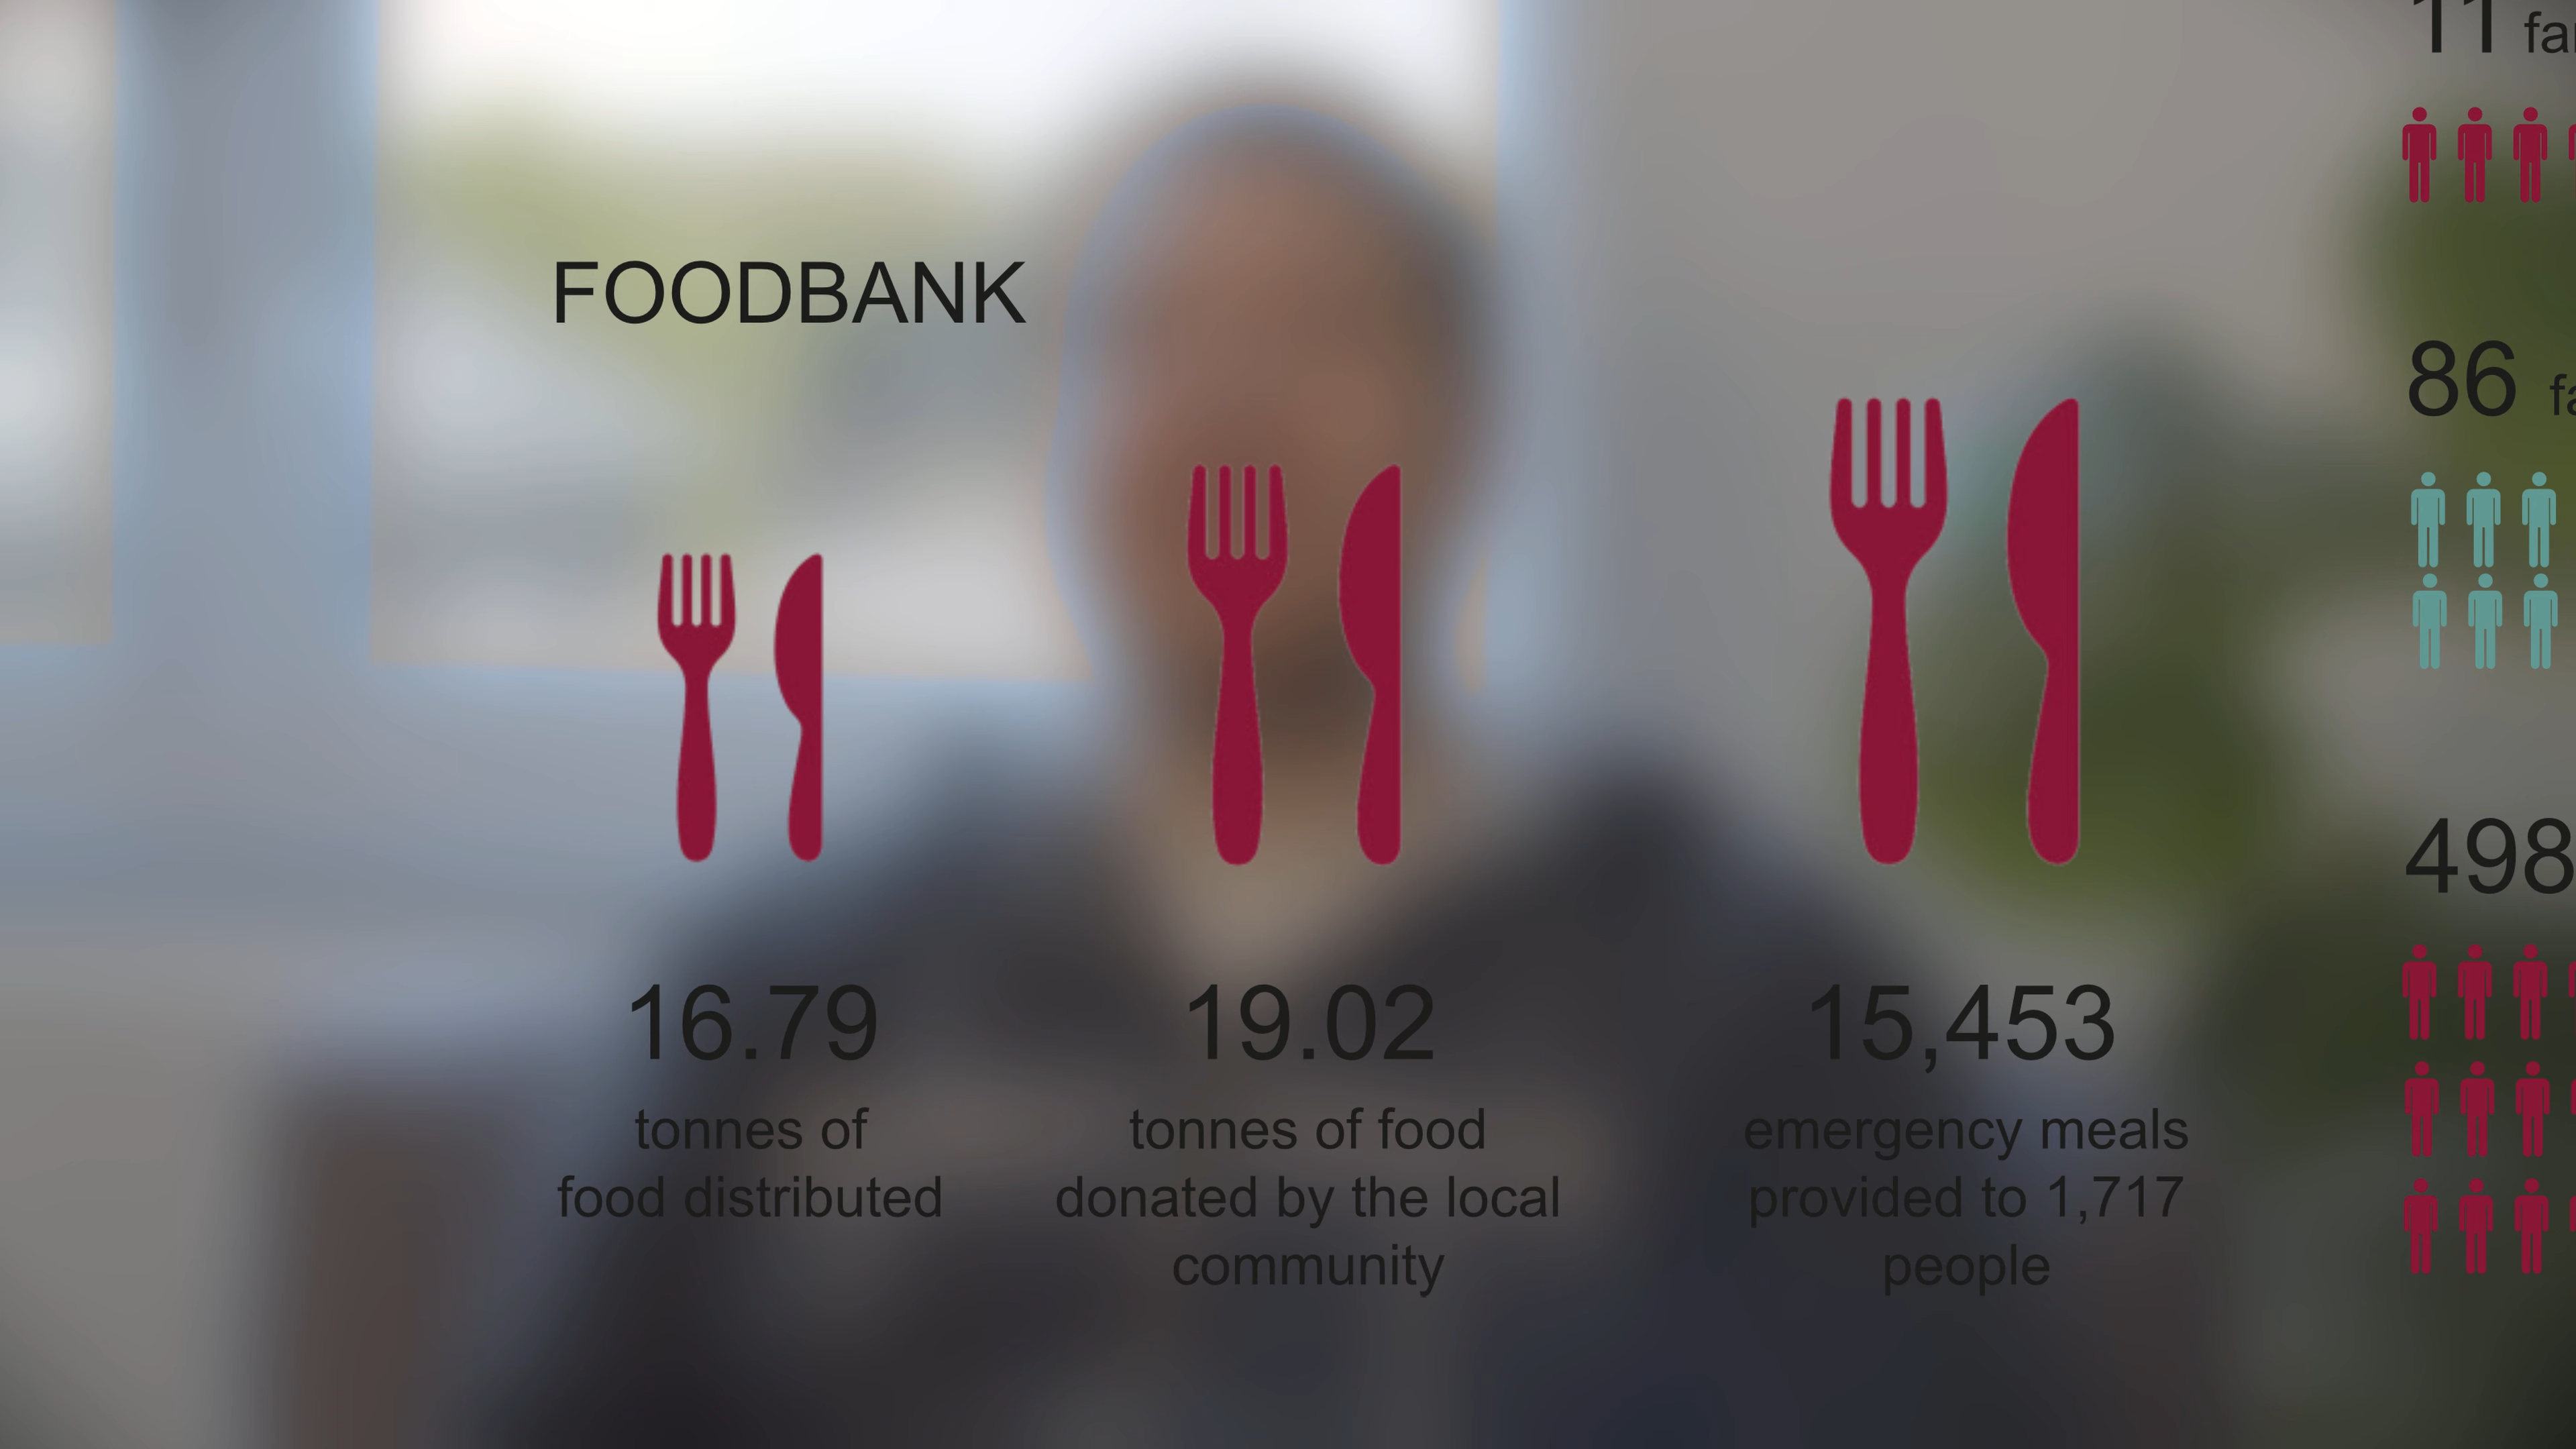 FOODBANK
16.79
tonnes of
food distributed
19.02
tonnes of food
donated by the local
community
15,453
emergency meals
provided to 1,717
people
11
86
498